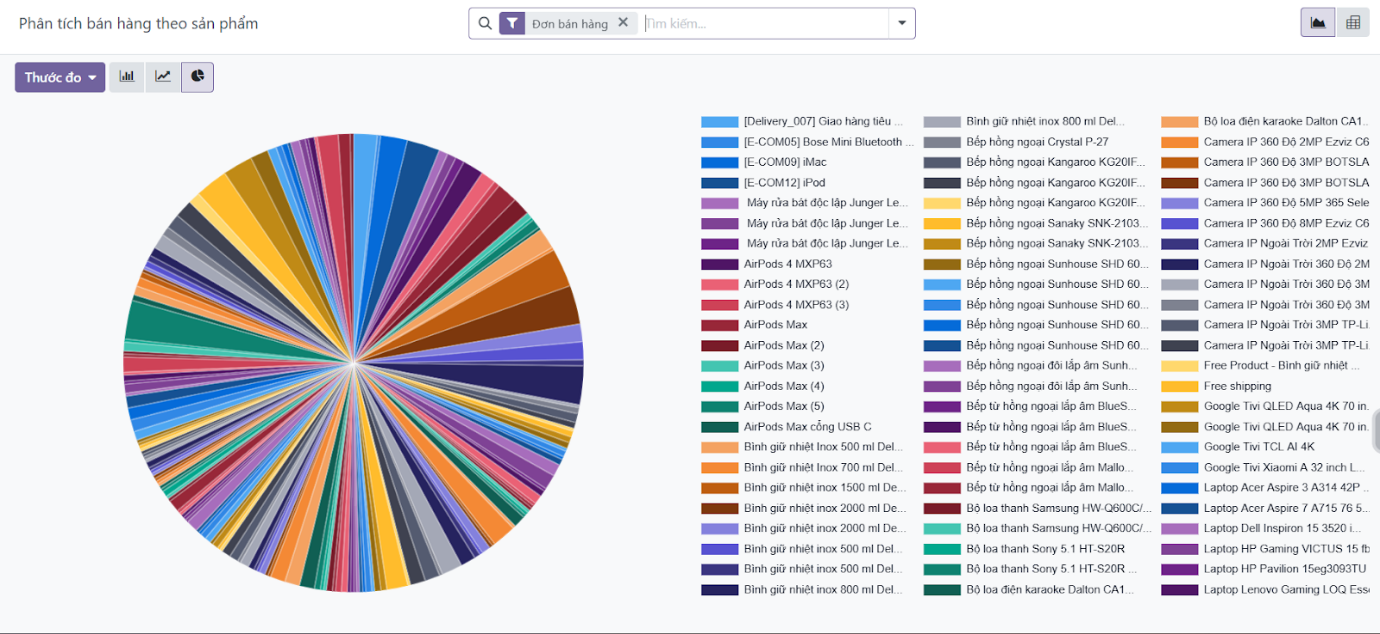 Phân tích bán hàng theo sản phẩm
Đơn bán hàng ✕ Tìm kiếm...
Thước đo
[Delivery_007] Giao hàng tiêu ...
[E-COM05] Bose Mini Bluetooth ...
[E-COM09] iMac
[E-COM12] iPod
Máy rửa bát độc lập Junger Le...
Máy rửa bát độc lập Junger Le...
Máy rửa bát độc lập Junger Le...
AirPods 4 MXP63
AirPods 4 MXP63 (2)
AirPods 4 MXP63 (3)
AirPods Max
AirPods Max (2)
AirPods Max (3)
AirPods Max (4)
AirPods Max (5)
AirPods Max cổng USB C
Bình giữ nhiệt Inox 500 ml Del...
Bình giữ nhiệt Inox 700 ml Del...
Bình giữ nhiệt inox 1500 ml De...
Bình giữ nhiệt inox 2000 ml De...
Bình giữ nhiệt inox 2000 ml De...
Bình giữ nhiệt inox 500 ml Del...
Bình giữ nhiệt inox 500 ml Del...
Bình giữ nhiệt inox 800 ml Del...
Bình giữ nhiệt inox 800 ml Del...
Bếp hồng ngoại Crystal P-27
Bếp hồng ngoại Kangaroo KG20IF...
Bếp hồng ngoại Kangaroo KG20IF...
Bếp hồng ngoại Kangaroo KG20IF...
Bếp hồng ngoại Sanaky SNK-2103...
Bếp hồng ngoại Sanaky SNK-2103...
Bếp hồng ngoại Sunhouse SHD 60...
Bếp hồng ngoại Sunhouse SHD 60...
Bếp hồng ngoại Sunhouse SHD 60...
Bếp hồng ngoại Sunhouse SHD 60...
Bếp hồng ngoại Sunhouse SHD 60...
Bếp hồng ngoại đôi lắp âm Sunh...
Bếp hồng ngoại đôi lắp âm Sunh...
Bếp từ hồng ngoại lắp âm BlueS...
Bếp từ hồng ngoại lắp âm BlueS...
Bếp từ hồng ngoại lắp âm BlueS...
Bếp từ hồng ngoại lắp âm Mallo...
Bếp từ hồng ngoại lắp âm Mallo...
Bộ loa thanh Samsung HW-Q600C/...
Bộ loa thanh Samsung HW-Q600C/...
Bộ loa thanh Sony 5.1 HT-S20R
Bộ loa thanh Sony 5.1 HT-S20R ...
Bộ loa điện karaoke Dalton CA1...
Bộ loa điện karaoke Dalton CA1..
Camera IP 360 Độ 2MP Ezviz C6
Camera IP 360 Độ 3MP BOTSLA
Camera IP 360 Độ 3MP BOTSLA
Camera IP 360 Độ 5MP 365 Sele
Camera IP 360 Độ 8MP Ezviz C6
Camera IP Ngoài Trời 2MP Ezviz
Camera IP Ngoài Trời 360 Độ 2M
Camera IP Ngoài Trời 360 Độ 3M
Camera IP Ngoài Trời 360 Độ 3M
Camera IP Ngoài Trời 3MP TP-Li.
Camera IP Ngoài Trời 3MP TP-Li.
Free Product - Bình giữ nhiệt ...
Free shipping
Google Tivi QLED Aqua 4K 70 in.
Google Tivi QLED Aqua 4K 70 in.
Google Tivi TCL AI 4K
Google Tivi Xiaomi A 32 inch L...
Laptop Acer Aspire 3 A314 42P ..
Laptop Acer Aspire 7 A715 76 5...
Laptop Dell Inspiron 15 3520 i...
Laptop HP Gaming VICTUS 15 fb
Laptop HP Pavilion 15eg3093TU
Laptop Lenovo Gaming LOQ Esse